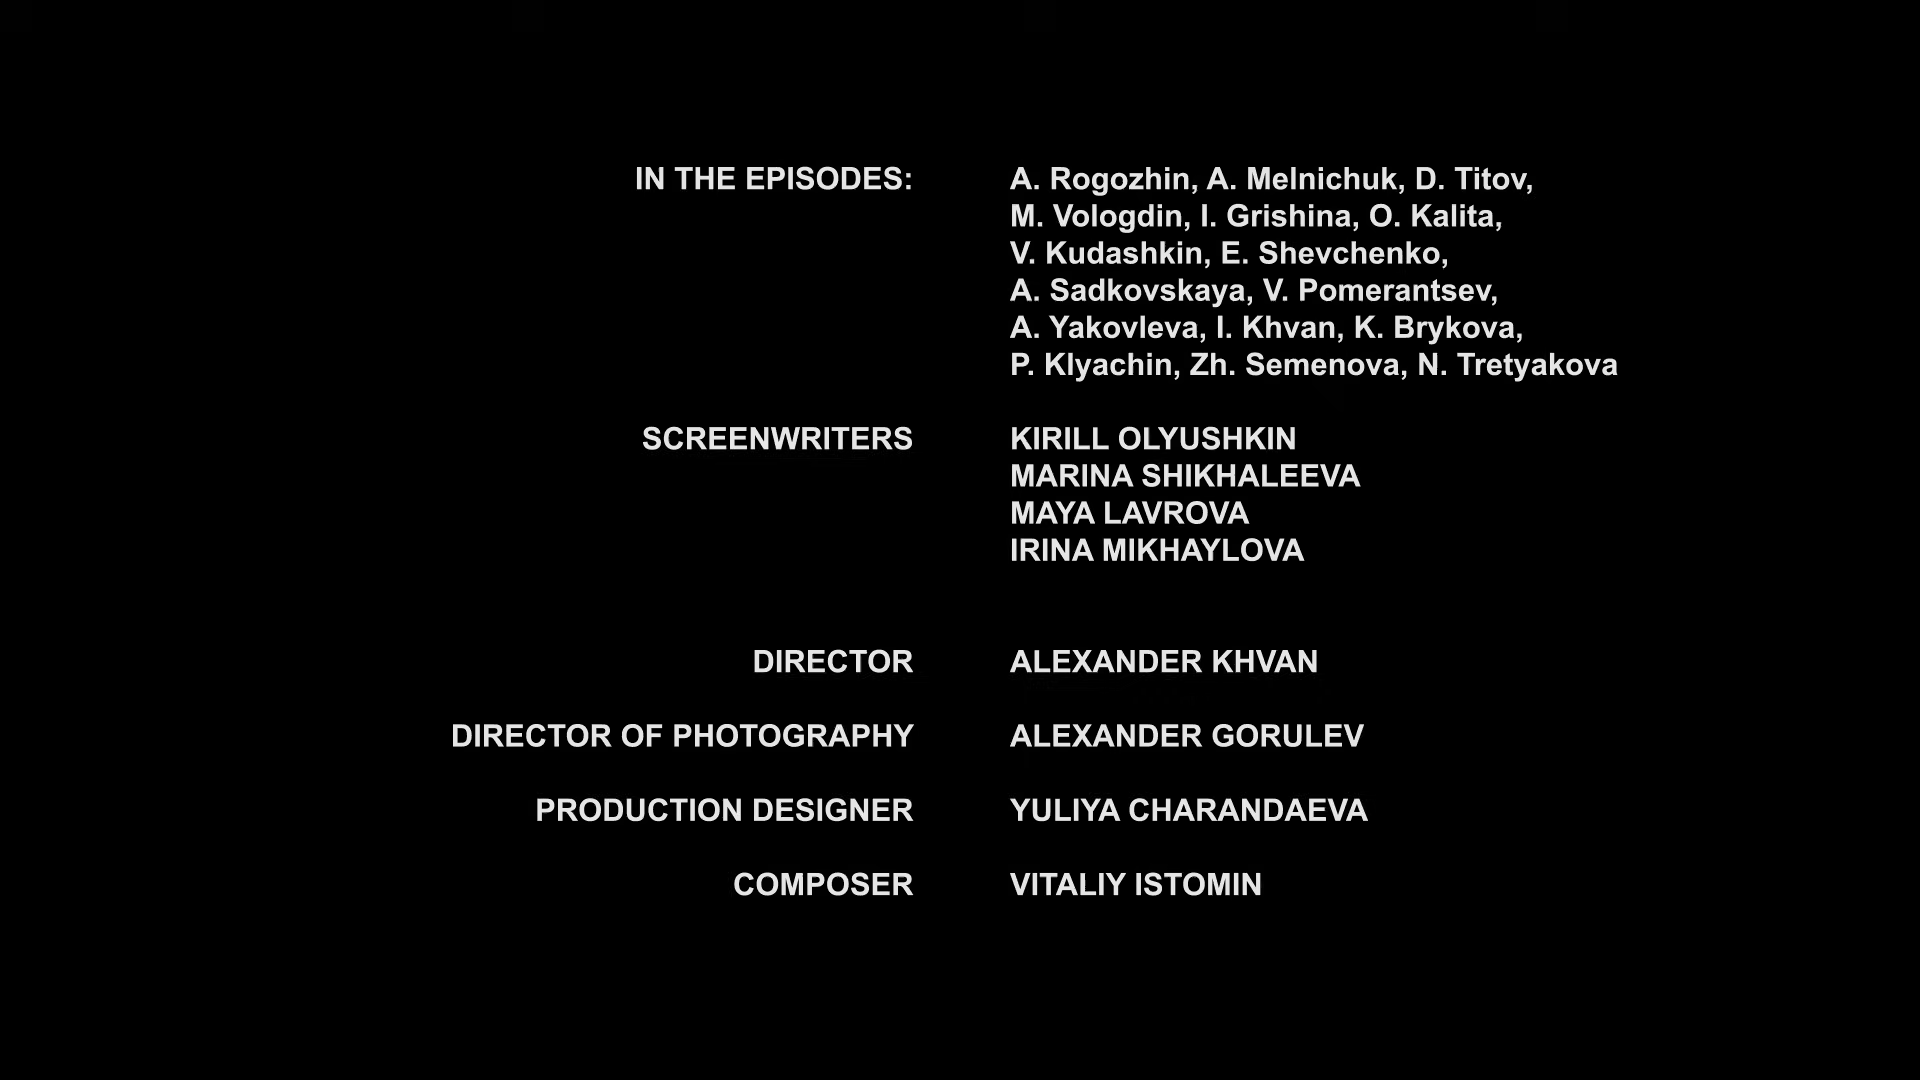 IN THE EPISODES: A. Rogozhin, A. Melnichuk, D. Titov,
M. Vologdin, I. Grishina, O. Kalita,
V. Kudashkin, E. Shevchenko,
A. Sadkovskaya, V. Pomerantsev,
A. Yakovleva, I. Khvan, K. Brykova,
P. Klyachin, Zh. Semenova, N. Tretyakova
SCREENWRITERS KIRILL OLYUSHKIN
MARINA SHIKHALEEVA
MAYA LAVROVA
IRINA MIKHAYLOVA
DIRECTOR ALEXANDER KHVAN
DIRECTOR OF PHOTOGRAPHY ALEXANDER GORULEV
PRODUCTION DESIGNER YULIYA CHARANDAEVA
COMPOSER VITALIY ISTOMIN